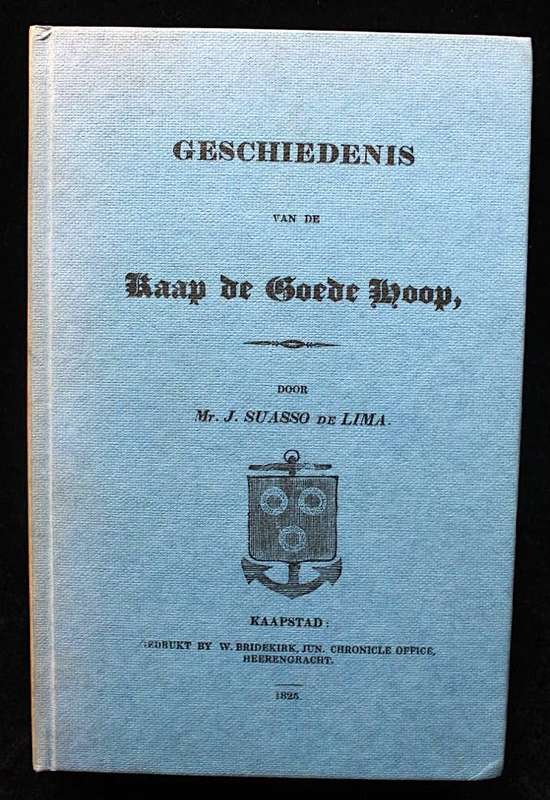 GESCHIEDENIS
VAN DE
Kaap de Goede Hoop,
DOOR
Mr. J. SUASSO DE LIMA.
KAAPSTAD:
GEDRUKT BY W. BRIDEKIRK, JUN. CHRONICLE OFFICE,
HEERENGRACHT.
1825.